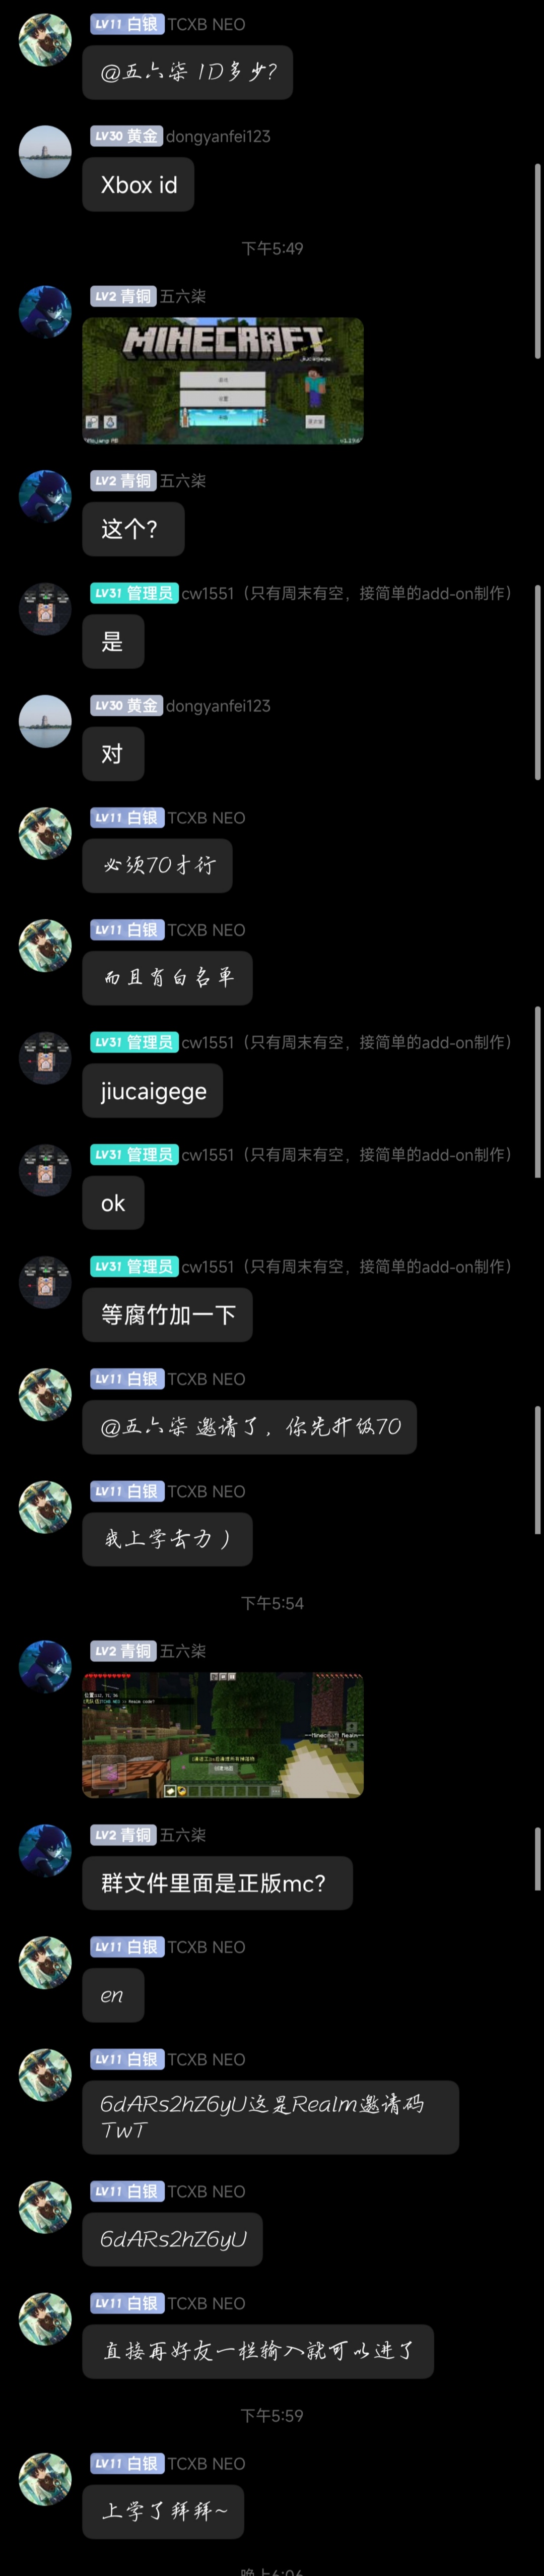 LV11 白银 TCXB NEO
@五六柒 ID多少?
LV30 黄金 dongyanfei123
Xbox id
下午5:49
LV2 青铜 五六柒
MINECRAFT
jiucaigege
LV2 青铜 五六柒
这个?
LV31 管理员 cw1551（只有周末有空，接简单的add-on制作）
是
LV30 黄金 dongyanfei123
对
LV11 白银 TCXB NEO
必须70才行
LV11 白银 TCXB NEO
而且有白名单
LV31 管理员 cw1551（只有周末有空，接简单的add-on制作）
jiucaigege
LV31 管理员 cw1551（只有周末有空，接简单的add-on制作）
ok
LV31 管理员 cw1551（只有周末有空，接简单的add-on制作）
等腐竹加一下
LV11 白银 TCXB NEO
@五六柒 邀请了，你先升级70
LV11 白银 TCXB NEO
我上学去力）
下午5:54
LV2 青铜 五六柒
LV2 青铜 五六柒
群文件里面是正版mc?
LV11 白银 TCXB NEO
en
LV11 白银 TCXB NEO
6dARs2hZ6yU这是Realm邀请码
TwT
LV11 白银 TCXB NEO
6dARs2hZ6yU
LV11 白银 TCXB NEO
直接再好友一栏输入就可以进了
下午5:59
LV11 白银 TCXB NEO
上学了拜拜~
晚上6:06